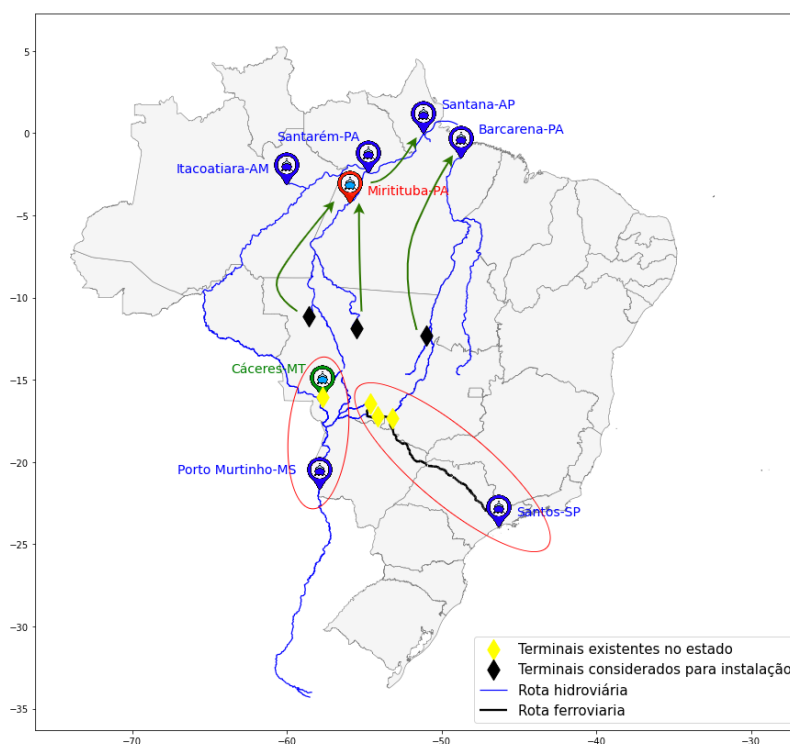 5
0
−5
−10
−15
−20
−25
−30
−35
−70
−60
−50
−40
−30
Santana-AP
Barcarena-PA
Santarém-PA
Itacoatiara-AM
Miritituba-PA
Cáceres-MT
Porto Murtinho-MS
Santos-SP
Terminais existentes no estado
Terminais considerados para instalação
Rota hidroviária
Rota ferroviaria